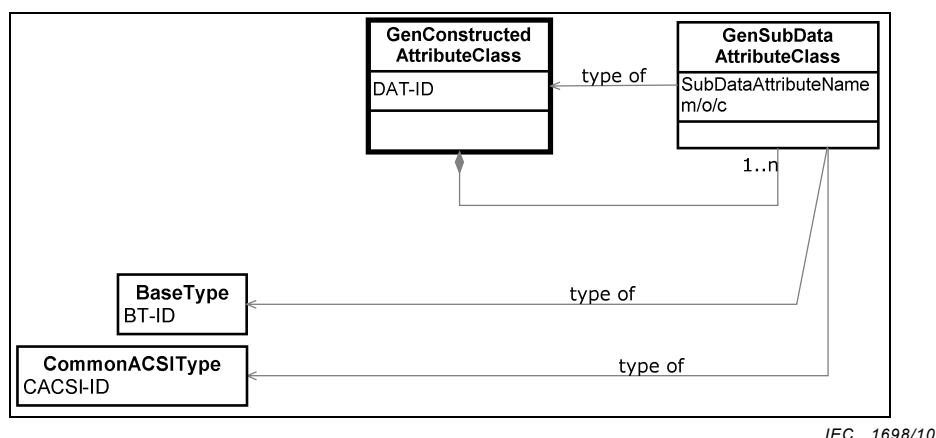 GenConstructed
AttributeClass
DAT-ID
type of
GenSubData
AttributeClass
SubDataAttributeName
m/o/c
1..n
BaseType
BT-ID
type of
CommonACSIType
CACSI-ID
type of
IEC 1698/10